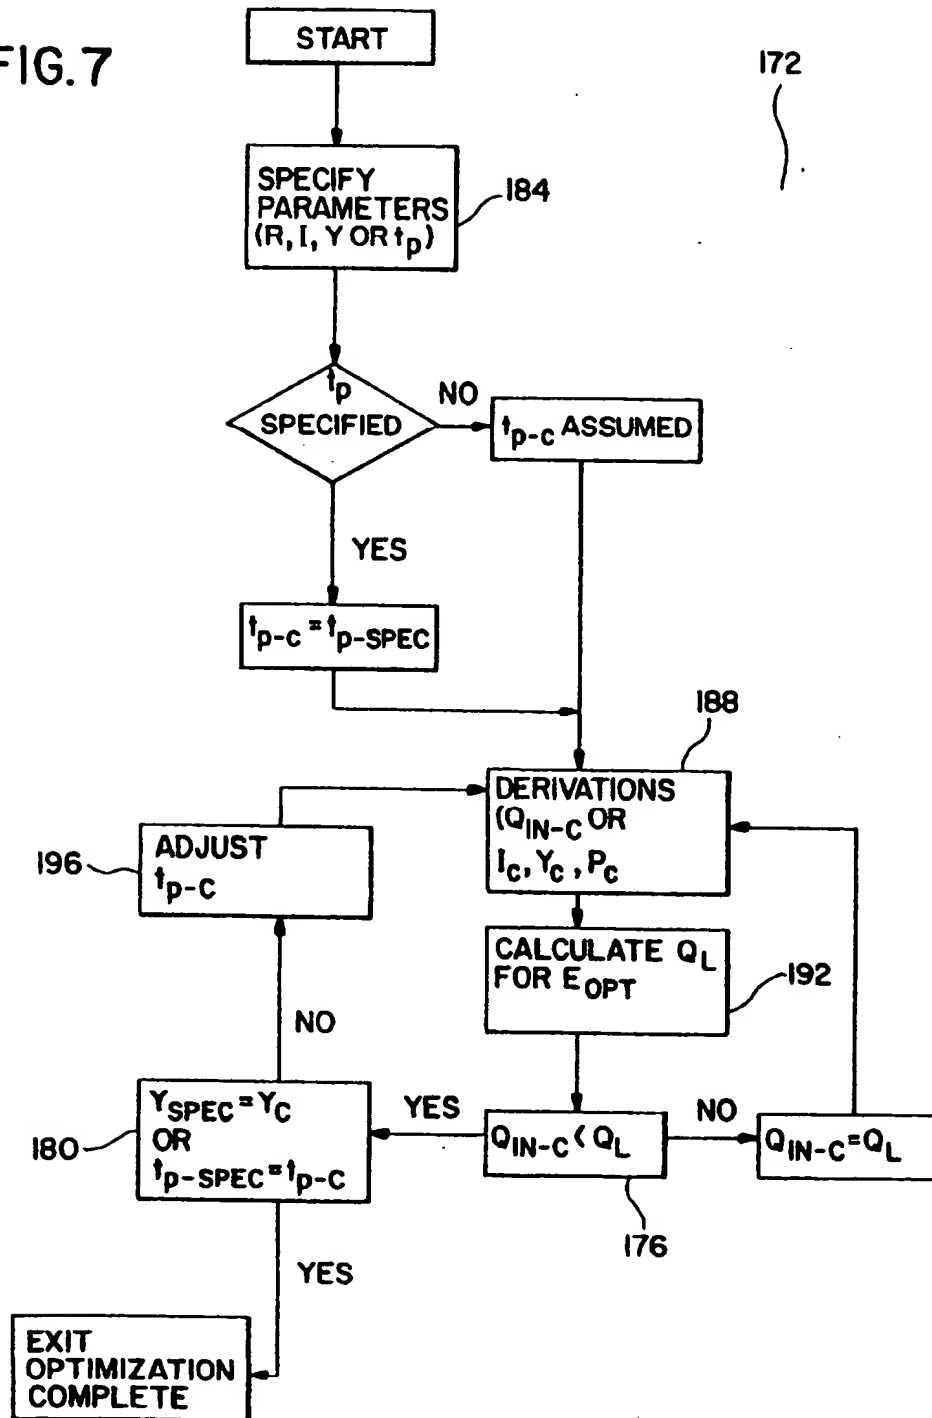 FIG. 7
START
172
SPECIFY
PARAMETERS
(R, I, Y OR tp)
184
tp
SPECIFIED
NO
tp-c ASSUMED
YES
tp-c = tp-SPEC
188
DERIVATIONS
(QIN-C OR
IC, YC, PC
ADJUST
tp-C
196
CALCULATE QL
FOR EOPT
192
NO
YSPEC = YC
OR
tp-SPEC = tp-C
180
YES
QIN-C < QL
NO
QIN-C = QL
176
YES
EXIT
OPTIMIZATION
COMPLETE